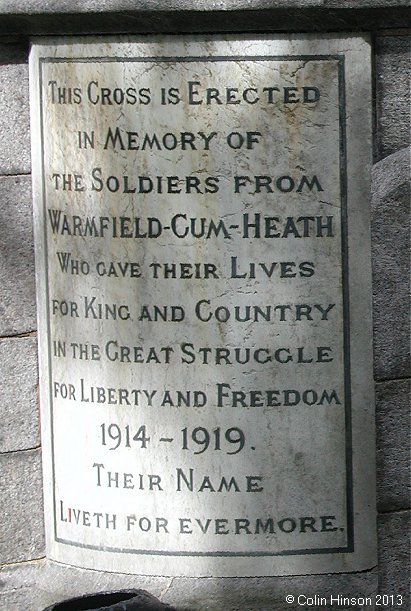 THIS CROSS IS ERECTED
IN MEMORY OF
THE SOLDIERS FROM
WARMFIELD-CUM-HEATH
WHO GAVE THEIR LIVES
FOR KING AND COUNTRY
IN THE GREAT STRUGGLE
FOR LIBERTY AND FREEDOM
1914-1919.
THEIR NAME
LIVETH FOR EVERMORE.
© Colin Hinson 2013